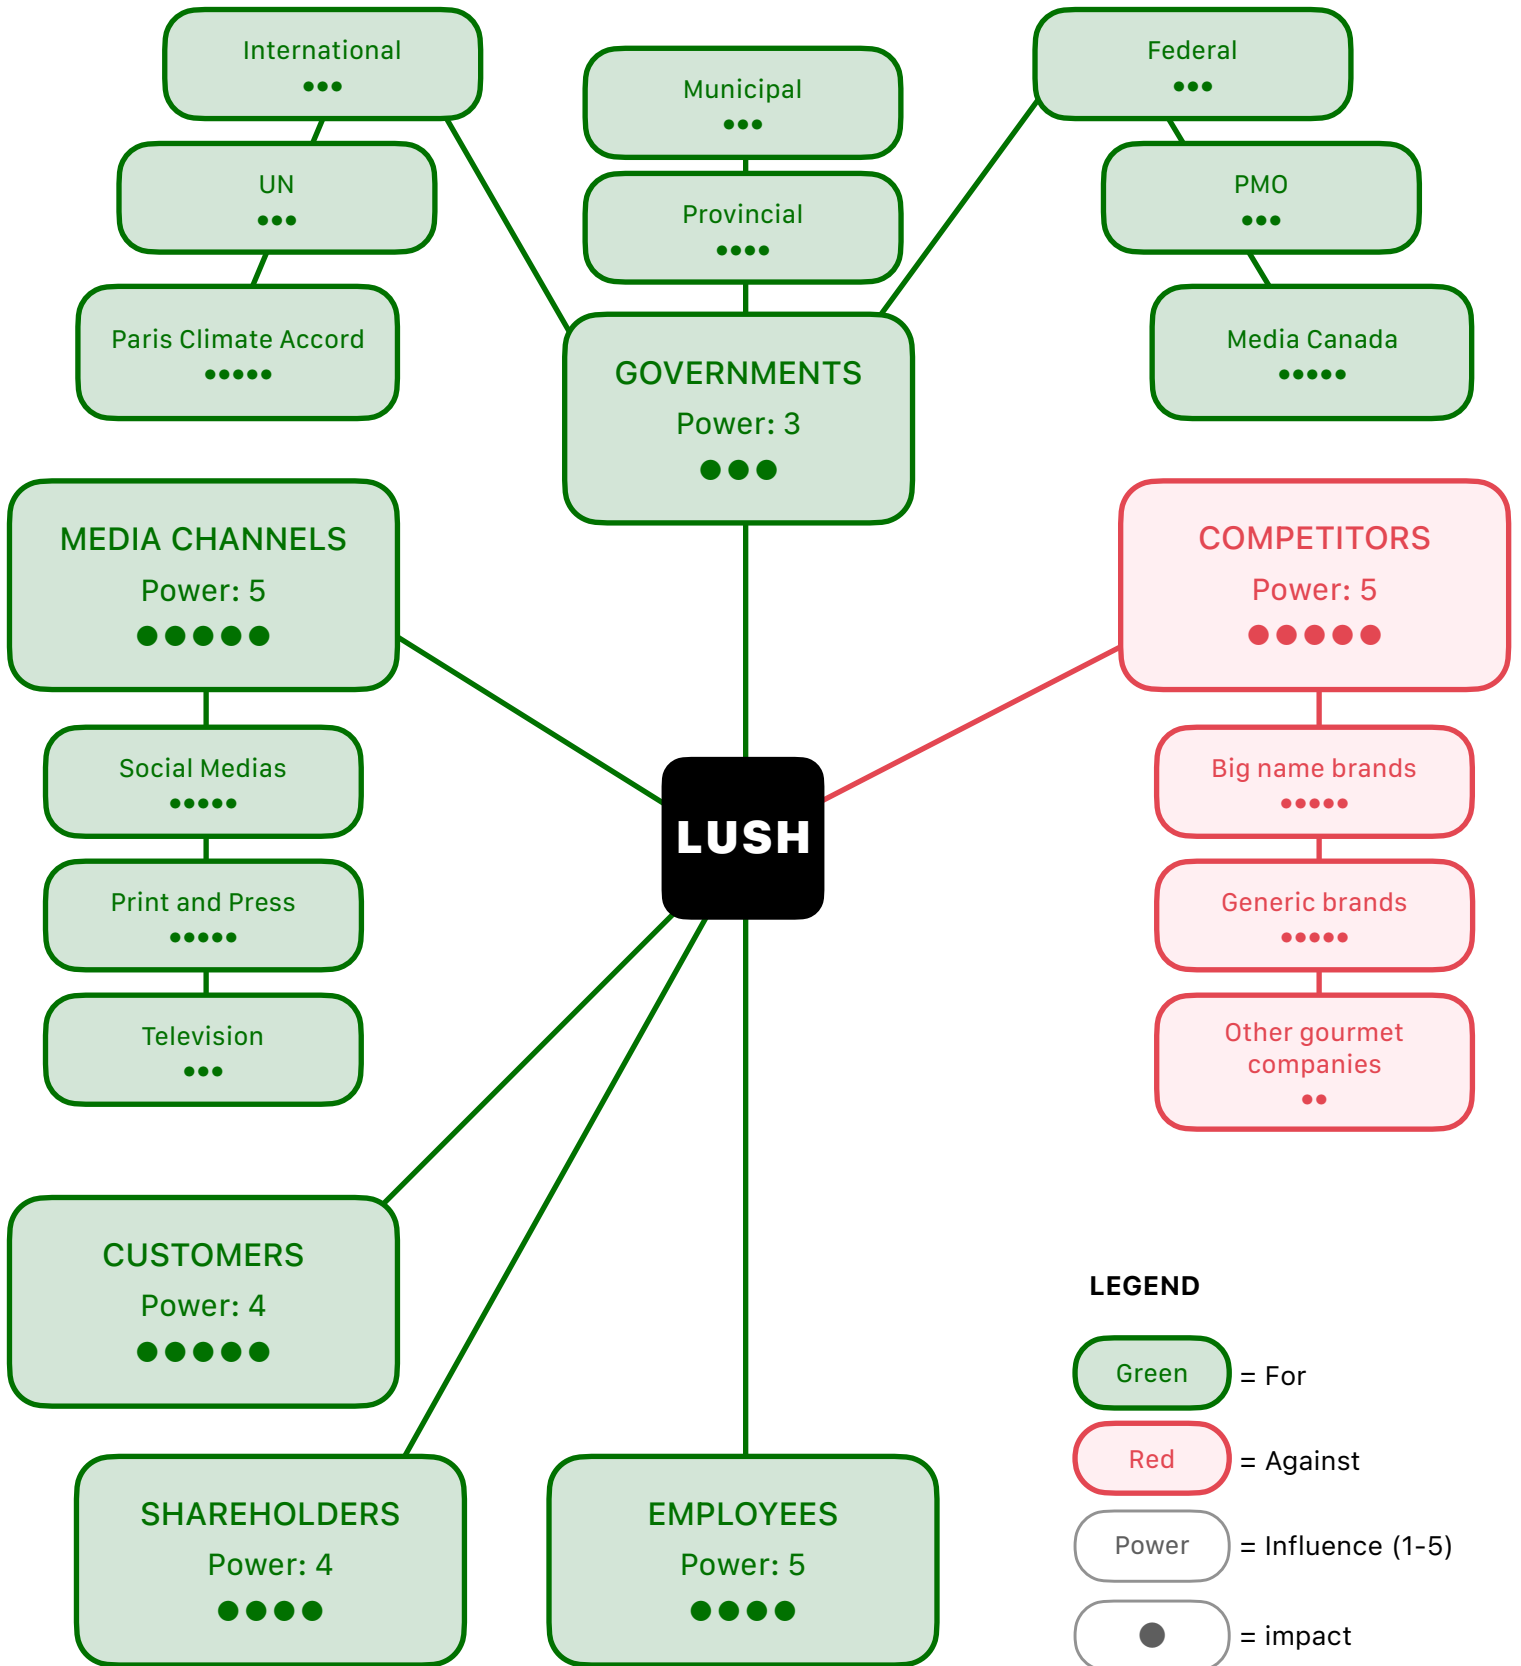 International
Municipal
Federal
UN
Provincial
PMO
Paris Climate Accord
Media Canada
GOVERNMENTS
Power: 3
MEDIA CHANNELS
Power: 5
COMPETITORS
Power: 5
Social Medias
Print and Press
Television
LUSH
Big name brands
Generic brands
Other gourmet
companies
CUSTOMERS
Power: 4
SHAREHOLDERS
Power: 4
EMPLOYEES
Power: 5
LEGEND
Green = For
Red = Against
Power = Influence (1-5)
= impact